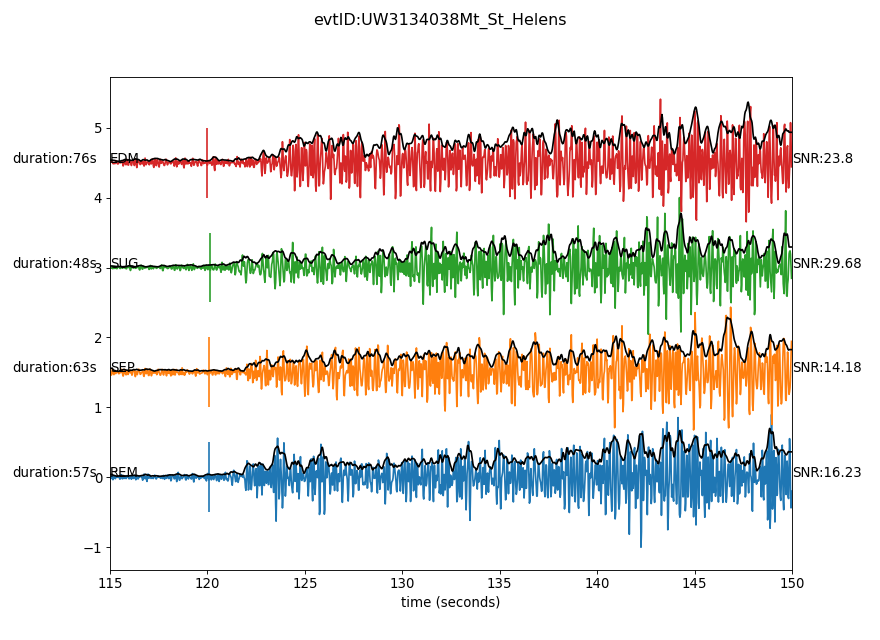 evtID:UW3134038Mt_St_Helens
5
duration:76s EDM SNR:23.8
4
duration:48s 3 SUG SNR:29.68
2
duration:63s SEP SNR:14.18
1
duration:57s 0 REM SNR:16.23
−1
115 120 125 130 135 140 145 150
time (seconds)